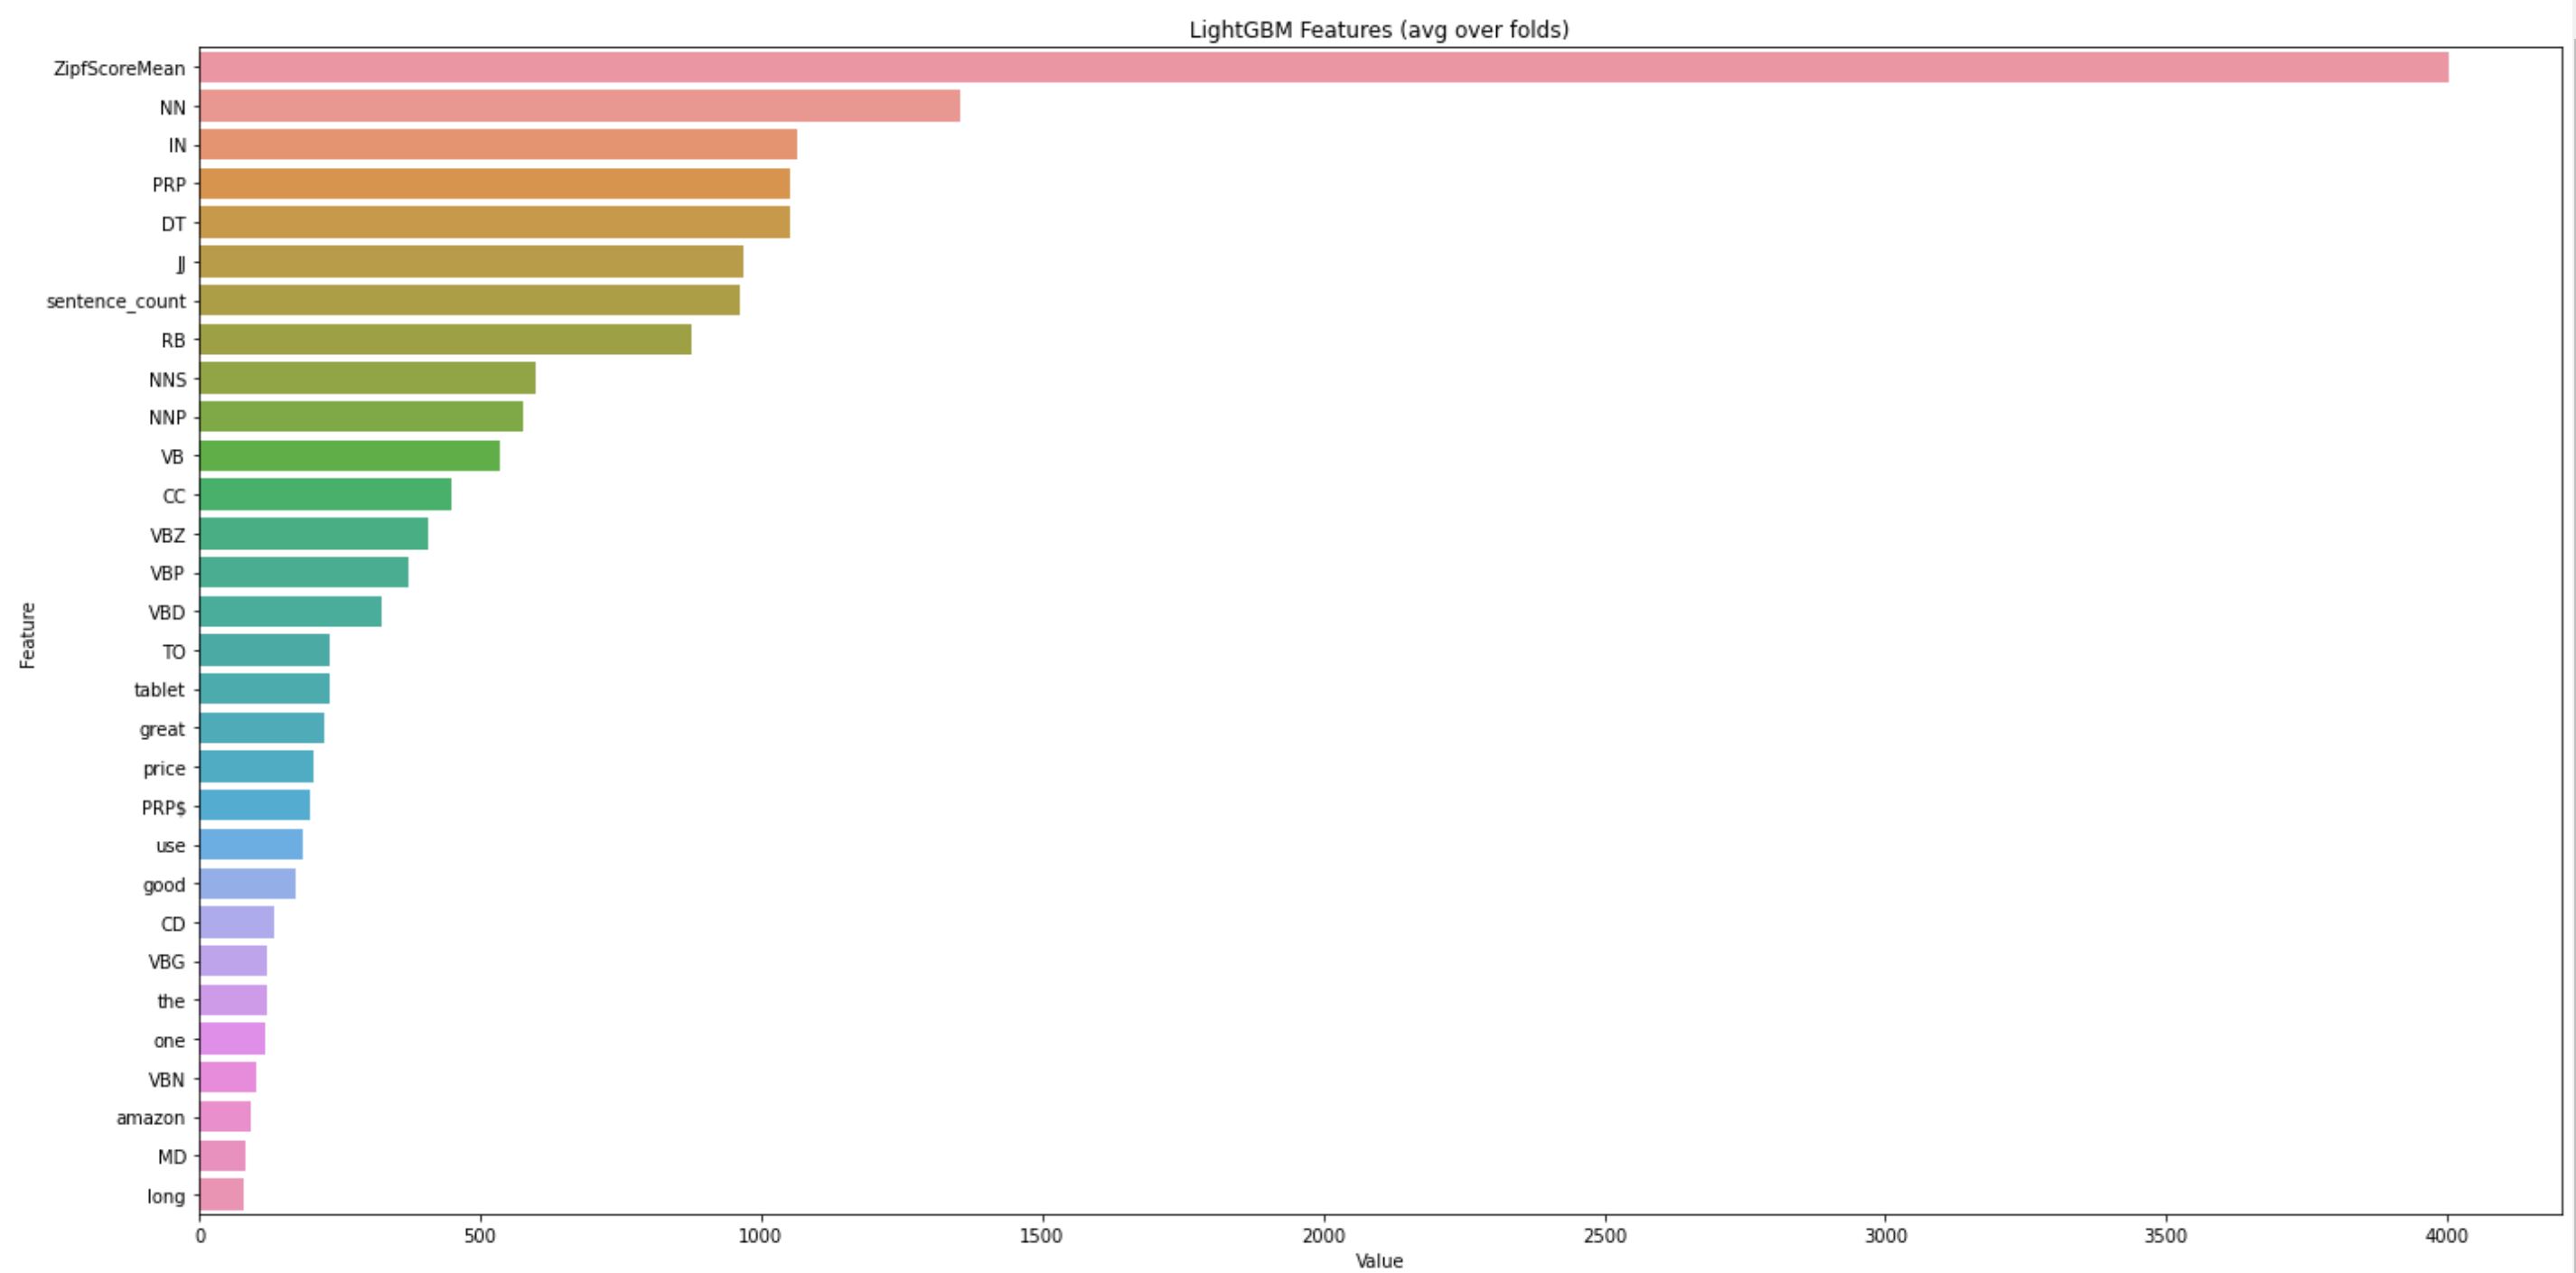 LightGBM Features (avg over folds)
ZipfScoreMean
NN
IN
PRP
DT
JJ
sentence_count
RB
NNS
NNP
VB
CC
VBZ
VBP
VBD
TO
tablet
great
price
PRP$
use
good
CD
VBG
the
one
VBN
amazon
MD
long
Feature
0 500 1000 1500 2000 2500 3000 3500 4000
Value